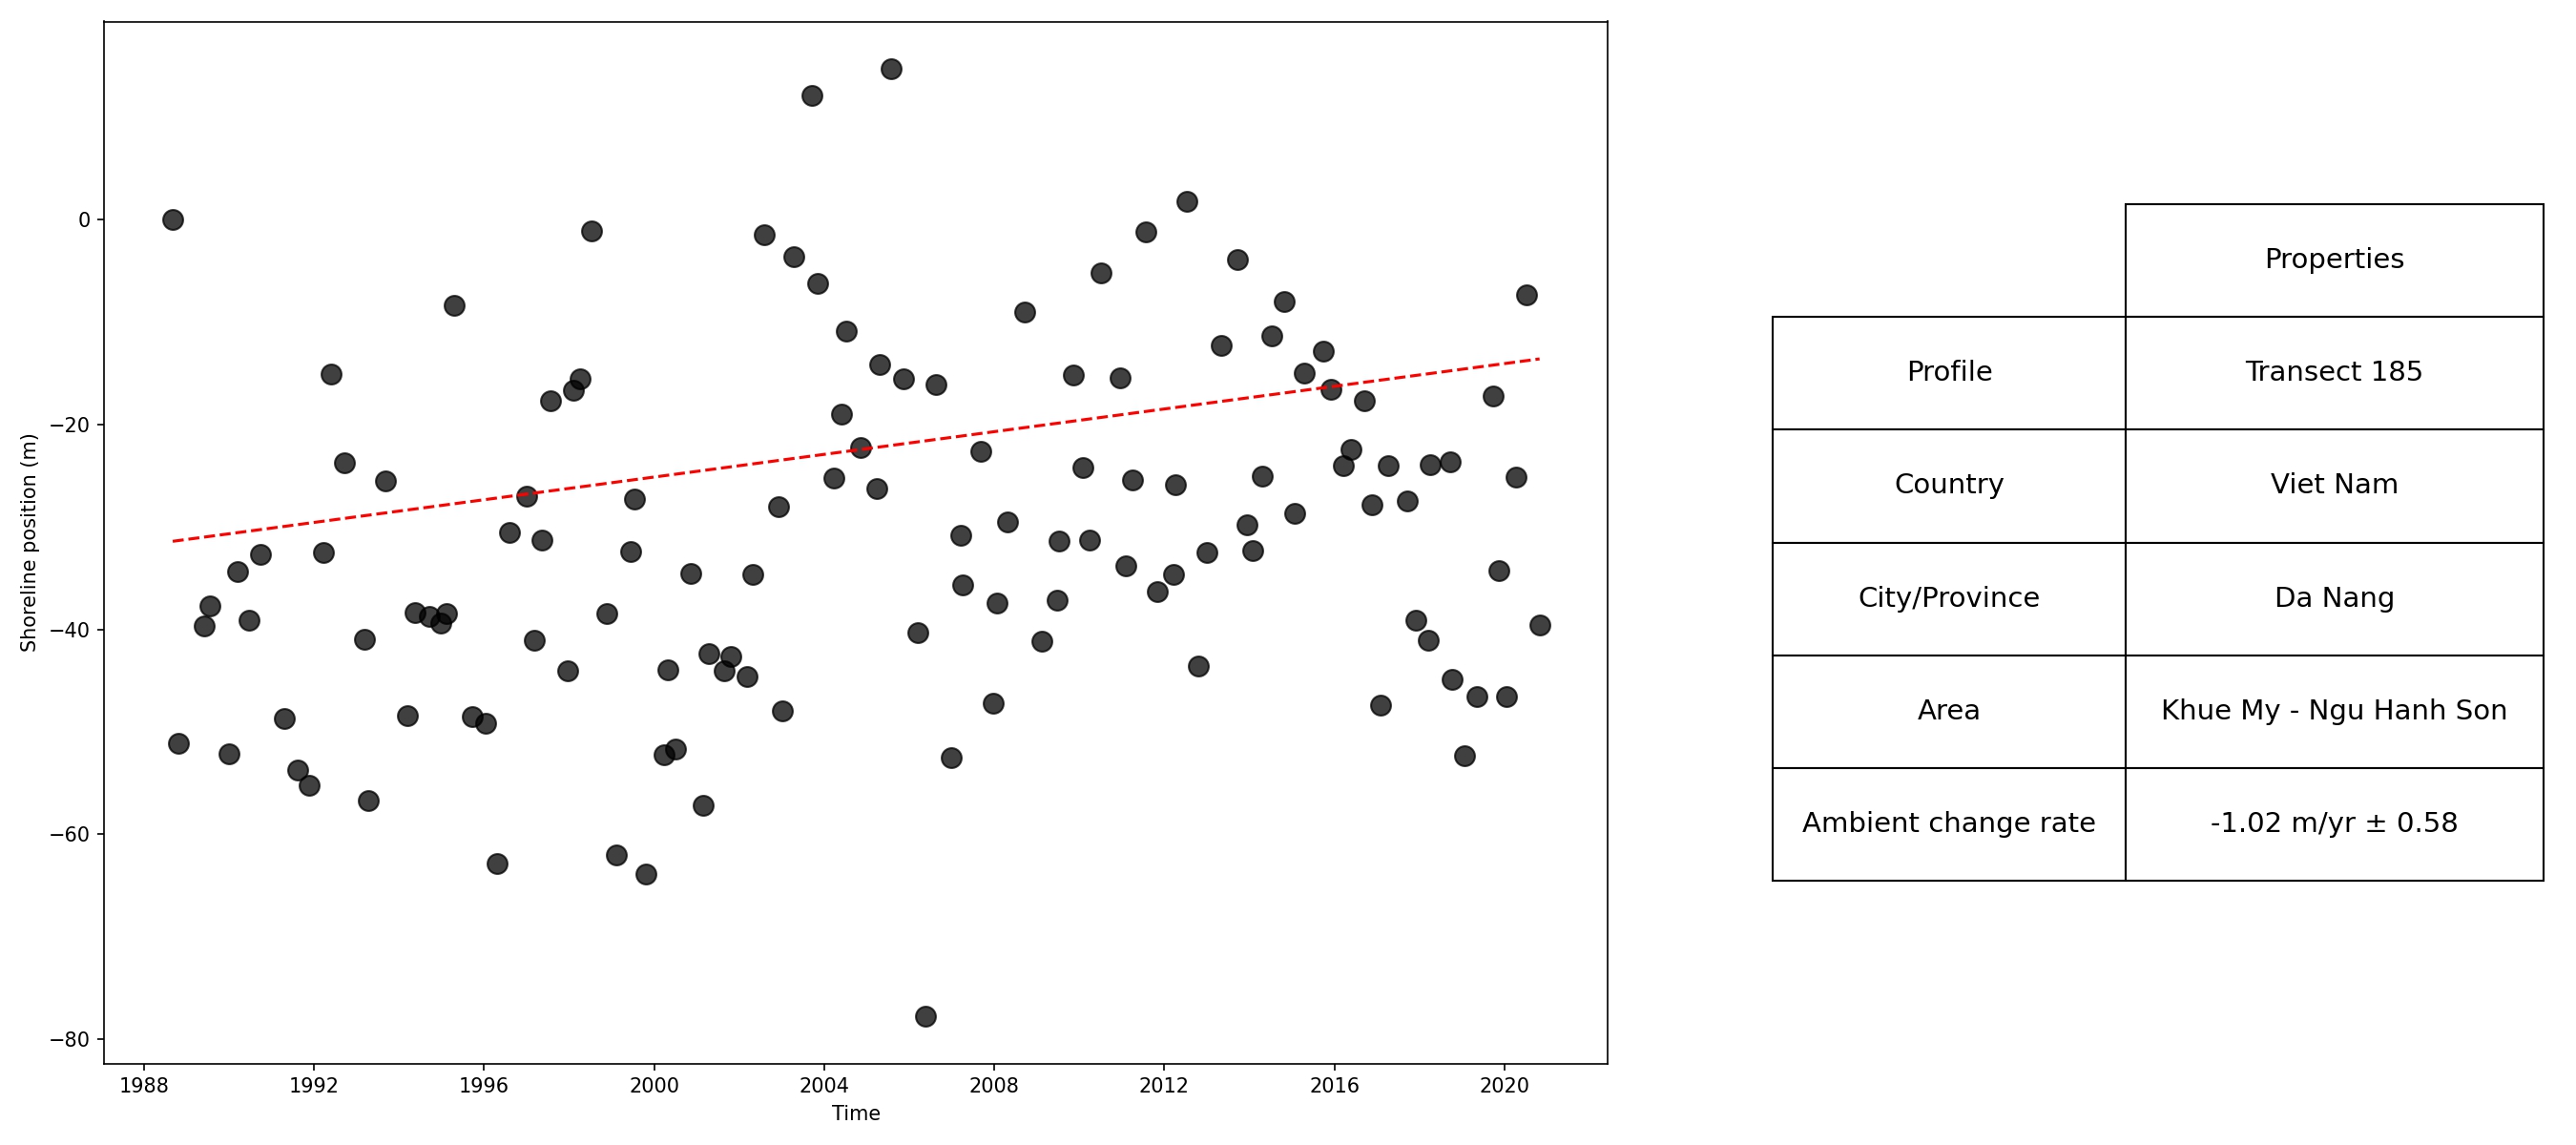 0
−20
−40
−60
−80
Shoreline position (m)
1988 1992 1996 2000 2004 2008 2012 2016 2020
Time
Properties
Profile Transect 185
Country Viet Nam
City/Province Da Nang
Area Khue My - Ngu Hanh Son
Ambient change rate -1.02 m/yr ± 0.58